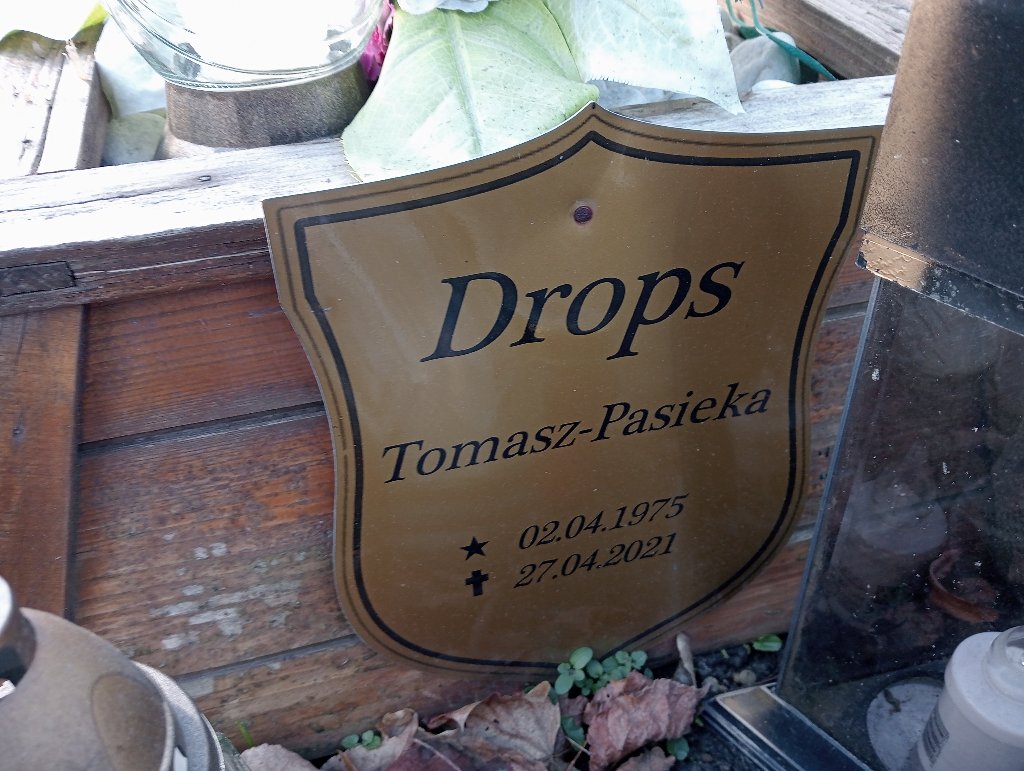 Drops
Tomasz-Pasieka
★ 02.04.1975
✝ 27.04.2021